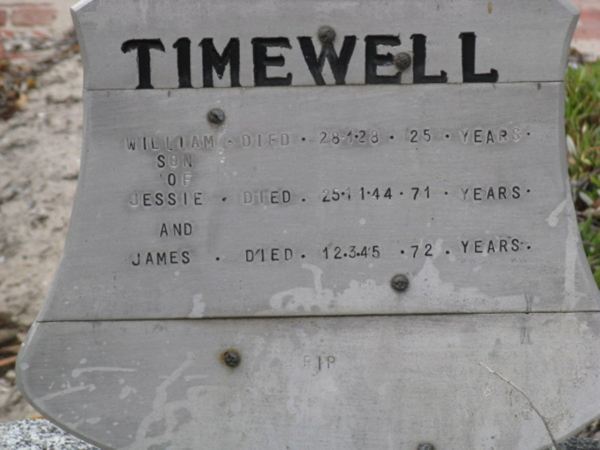 TIMEWELL
WILLIAM · DIED · 28·1·28 · 25 · YEARS·
SON
OF
JESSIE · DIED · 25·11·44 · 71 · YEARS·
AND
JAMES · DIED · 12·3·45 · 72 · YEARS·
RIP